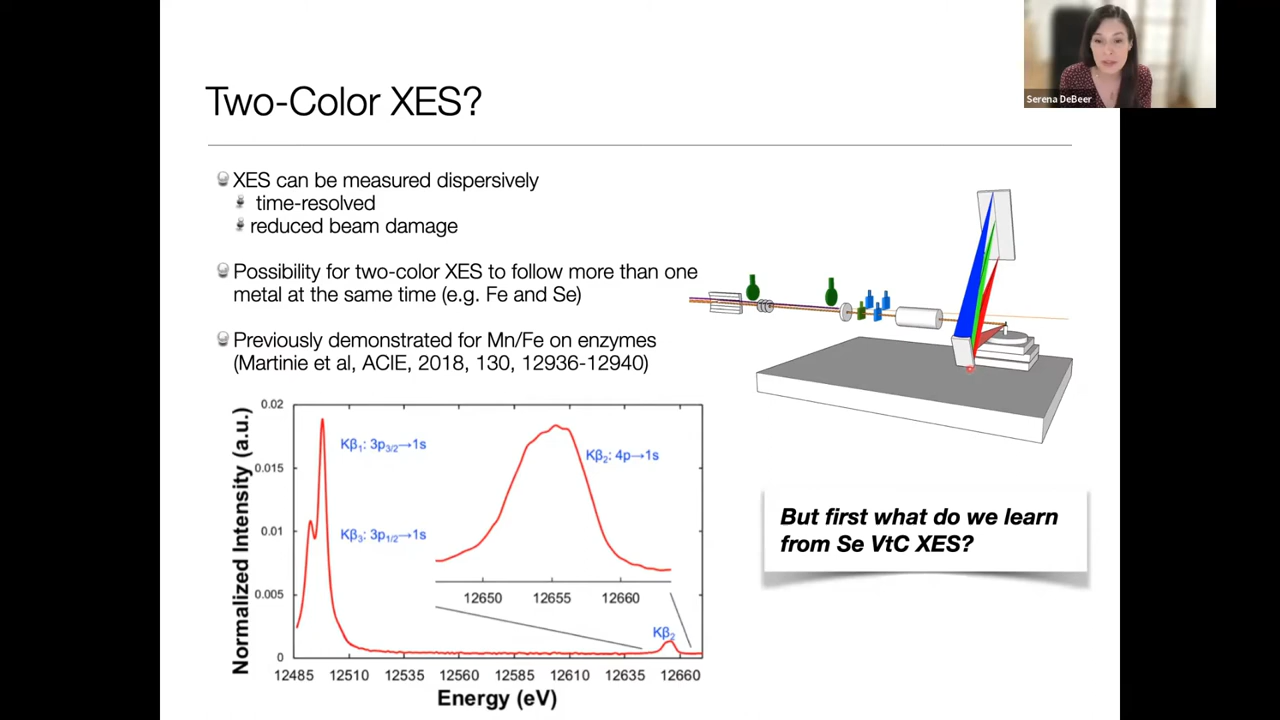 Serena DeBeer
Two-Color XES?
XES can be measured dispersively
time-resolved
reduced beam damage
Possibility for two-color XES to follow more than one
metal at the same time (e.g. Fe and Se)
Previously demonstrated for Mn/Fe on enzymes
(Martinie et al, ACIE, 2018, 130, 12936-12940)
Normalized Intensity (a.u.)
0.02
0.015
0.01
0.005
0
Kβ₁: 3p₃/₂→1s
Kβ₃: 3p₁/₂→1s
Kβ₂: 4p→1s
12650 12655 12660
Kβ₂
12485 12510 12535 12560 12585 12610 12635 12660
Energy (eV)
But first what do we learn
from Se VtC XES?